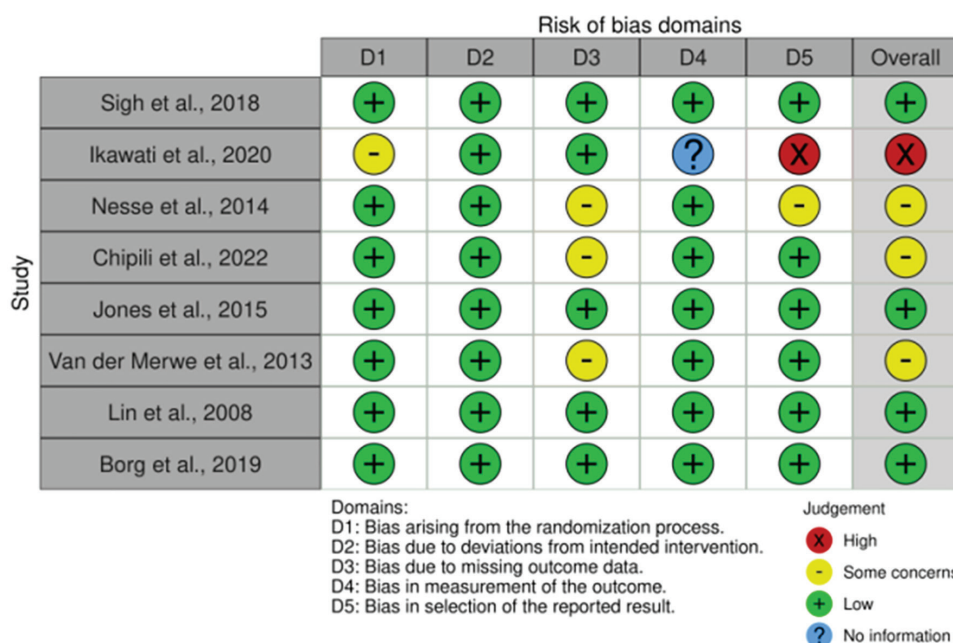 Risk of bias domains
D1 D2 D3 D4 D5 Overall
Study
Sigh et al., 2018 + + + + + +
Ikawati et al., 2020 - + + ? X X
Nesse et al., 2014 + + - + - -
Chipili et al., 2022 + + - + + -
Jones et al., 2015 + + + + + +
Van der Merwe et al., 2013 + + - + + -
Lin et al., 2008 + + + + + +
Borg et al., 2019 + + + + + +
Domains:
D1: Bias arising from the randomization process.
D2: Bias due to deviations from intended intervention.
D3: Bias due to missing outcome data.
D4: Bias in measurement of the outcome.
D5: Bias in selection of the reported result.
Judgement
X High
- Some concerns
+ Low
? No information